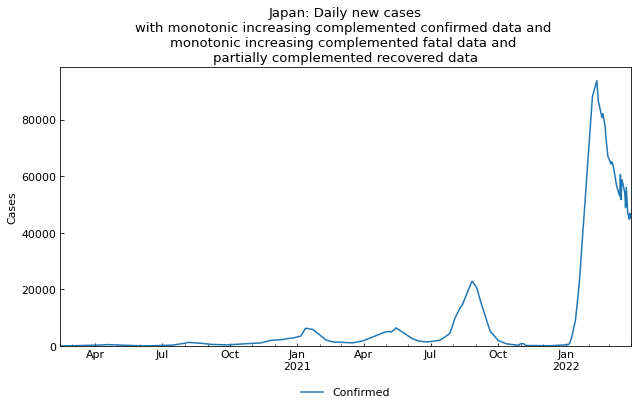 Japan: Daily new cases
with monotonic increasing complemented confirmed data and
monotonic increasing complemented fatal data and
partially complemented recovered data
Cases
80000
60000
40000
20000
0
Apr Jul Oct Jan Apr Jul Oct Jan
2021 2022
Confirmed